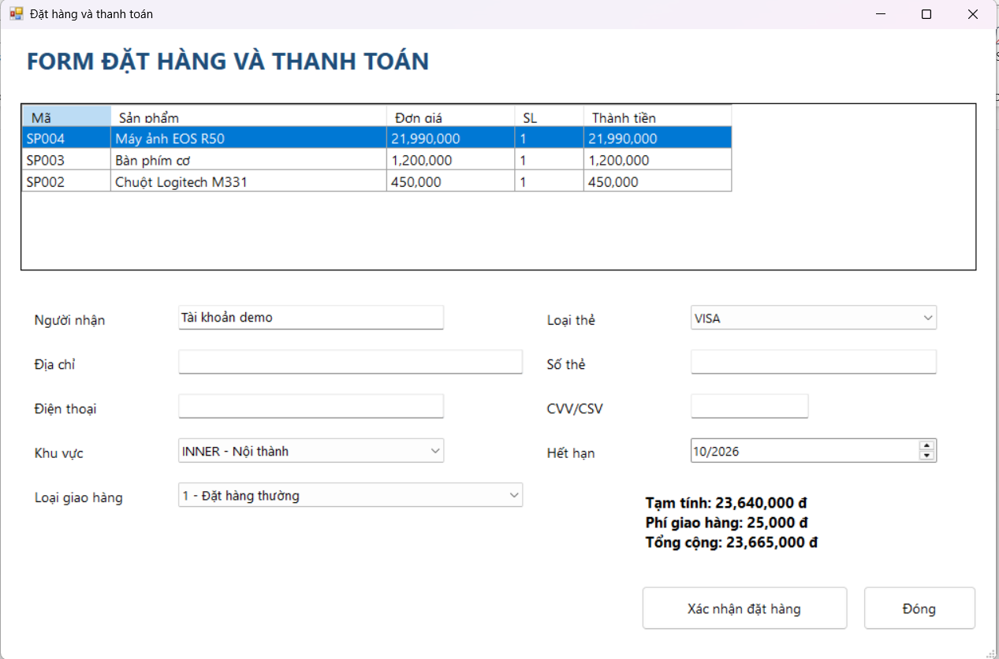 Đặt hàng và thanh toán
FORM ĐẶT HÀNG VÀ THANH TOÁN
Mã Sản phẩm Đơn giá SL Thành tiền
SP004 Máy ảnh EOS R50 21,990,000 1 21,990,000
SP003 Bàn phím cơ 1,200,000 1 1,200,000
SP002 Chuột Logitech M331 450,000 1 450,000
Người nhận Tài khoản demo Loại thẻ VISA
Địa chỉ Số thẻ
Điện thoại CVV/CSV
Khu vực INNER - Nội thành Hết hạn 10/2026
Loại giao hàng 1 - Đặt hàng thường
Tạm tính: 23,640,000 đ
Phí giao hàng: 25,000 đ
Tổng cộng: 23,665,000 đ
Xác nhận đặt hàng Đóng